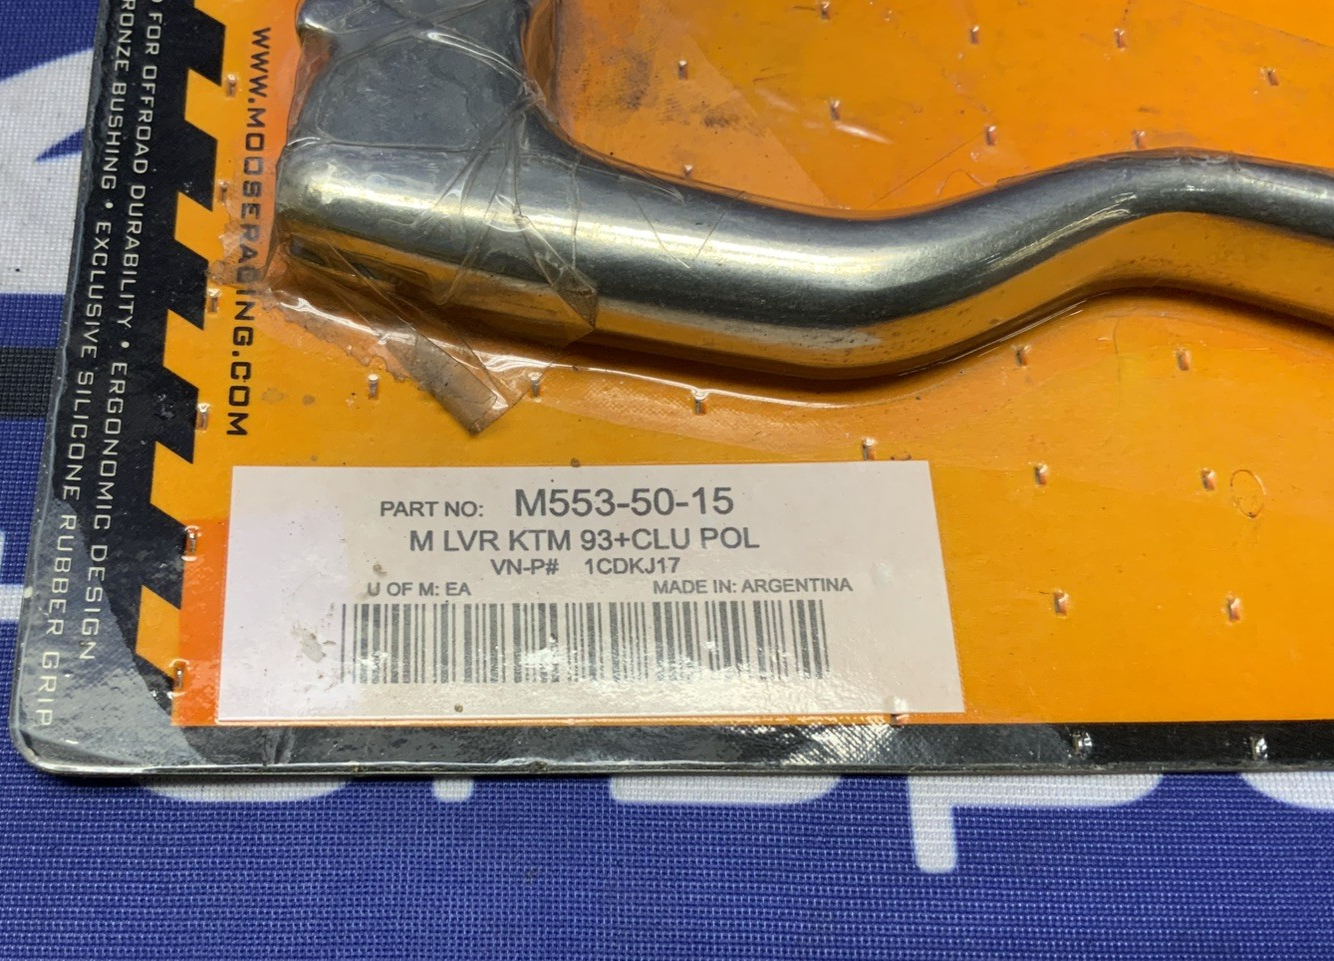 FOR OFFROAD DURABILITY • ERGONOMIC DESIGN
BRONZE BUSHING • EXCLUSIVE SILICONE RUBBER GRIP
WWW.MOOSERACING.COM
PART NO: M553-50-15
M LVR KTM 93+CLU POL
VN-P# 1CDKJ17
U OF M: EA MADE IN: ARGENTINA